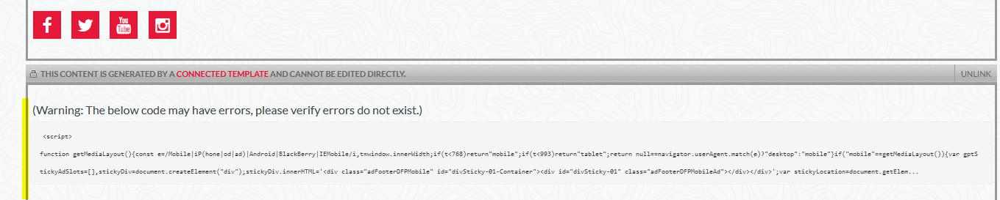 You
Tube
THIS CONTENT IS GENERATED BY A CONNECTED TEMPLATE AND CANNOT BE EDITED DIRECTLY. UNLINK
(Warning: The below code may have errors, please verify errors do not exist.)
<script>
function getMediaLayout(){const e=/Mobile|iP(hone|od|ad)|Android|BlackBerry|IEMobile/i,t=window.innerWidth;if(t<768)return"mobile";if(t<993)return"tablet";return null==navigator.userAgent.match(e)?"desktop":"mobile"}if("mobile"==getMediaLayout()){var gptS
tickyAdSlots=[],stickyDiv=document.createElement("div");stickyDiv.innerHTML='<div class="adFooterDFPMobile" id="divSticky-01-Container"><div id="divSticky-01" class="adFooterDFPMobileAd"></div></div>';var stickyLocation=document.getElem...